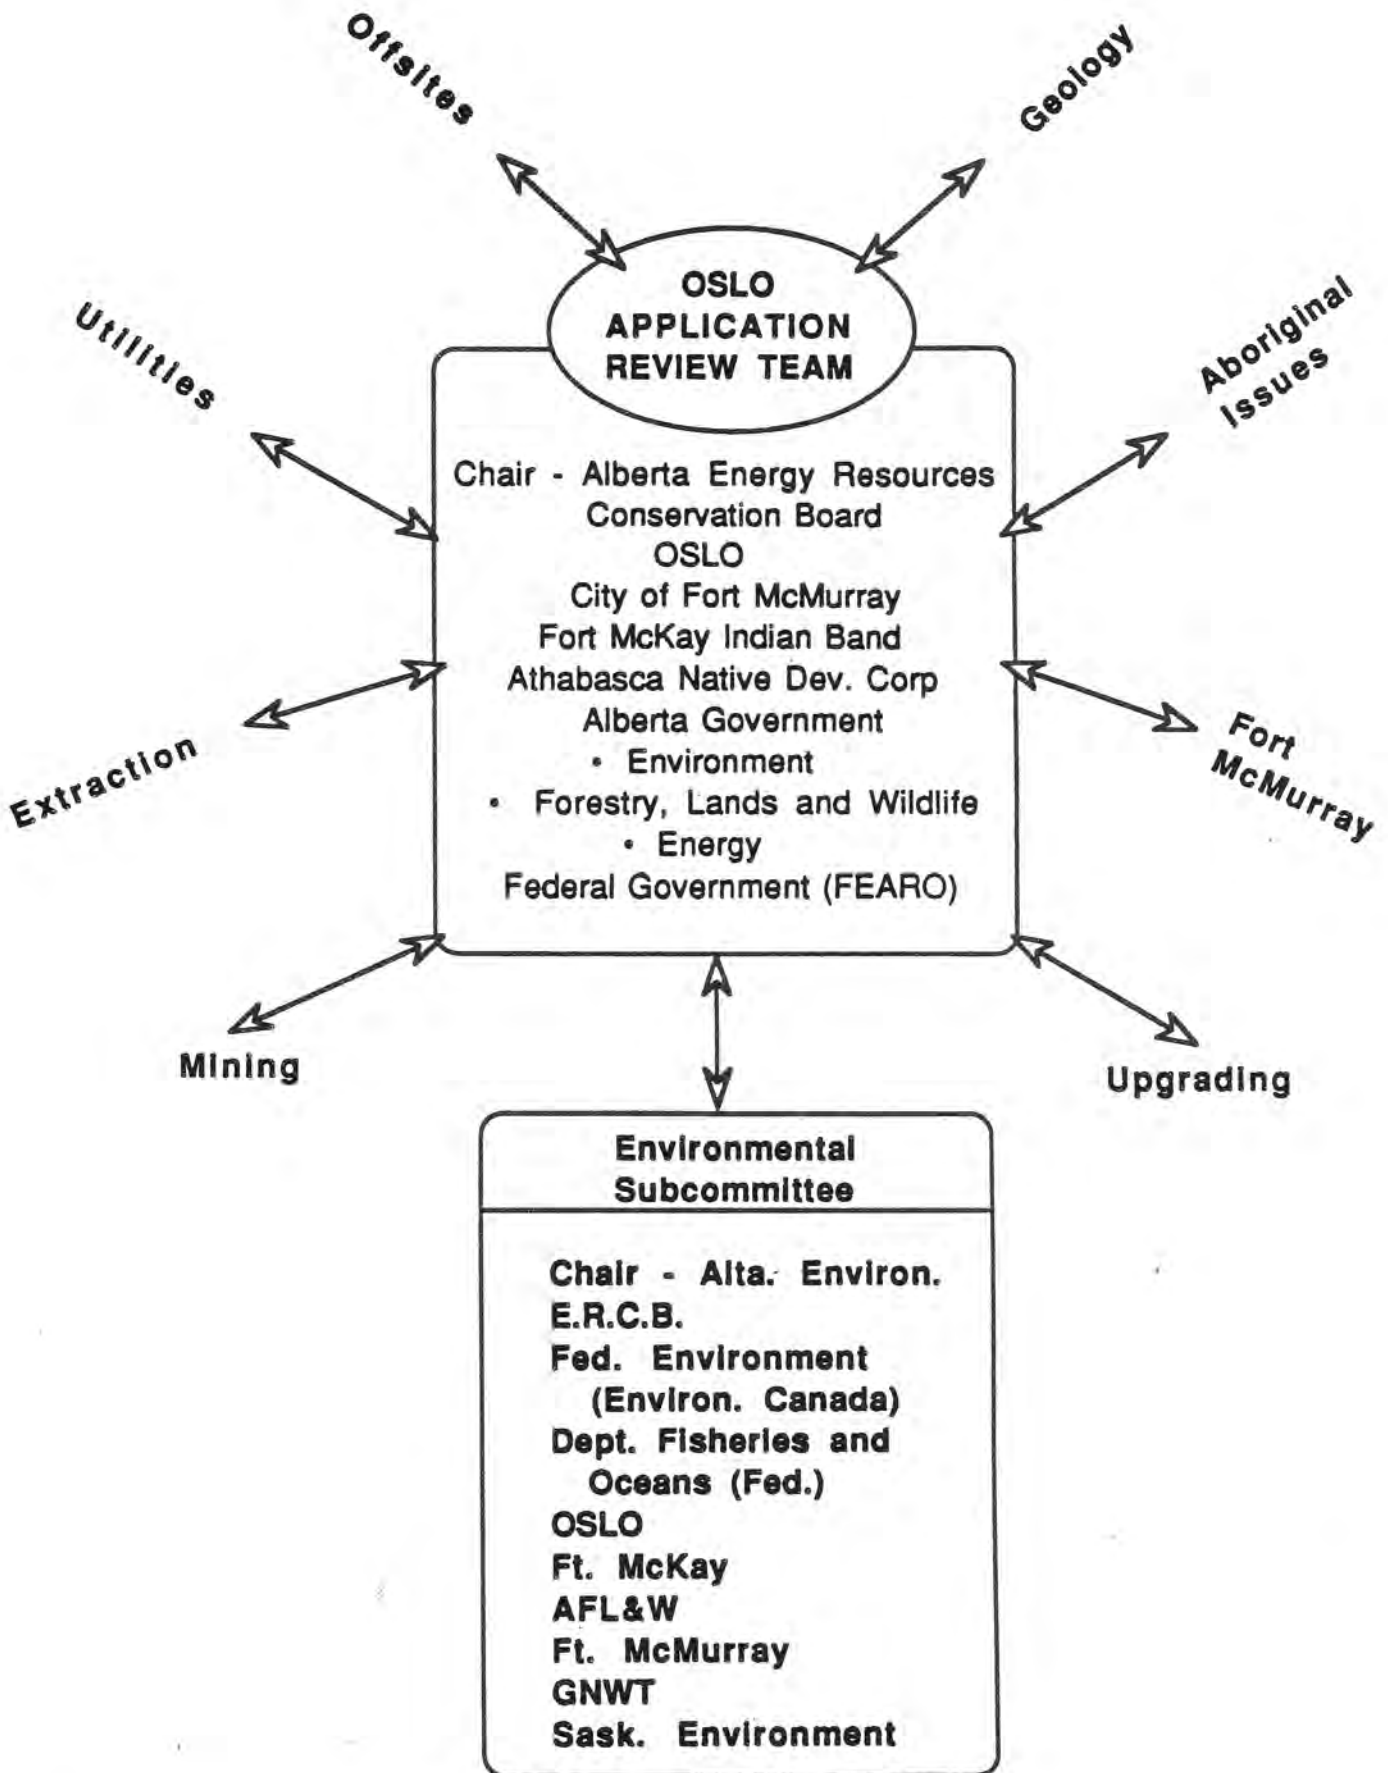 Offsites
Geology
OSLO
APPLICATION
REVIEW TEAM
Utilities
Aboriginal
Issues
Chair - Alberta Energy Resources
Conservation Board
OSLO
City of Fort McMurray
Fort McKay Indian Band
Athabasca Native Dev. Corp
Alberta Government
• Environment
• Forestry, Lands and Wildlife
• Energy
Federal Government (FEARO)
Extraction
Fort
McMurray
Mining
Upgrading
Environmental
Subcommittee
Chair - Alta. Environ.
E.R.C.B.
Fed. Environment
(Environ. Canada)
Dept. Fisheries and
Oceans (Fed.)
OSLO
Ft. McKay
AFL&W
Ft. McMurray
GNWT
Sask. Environment